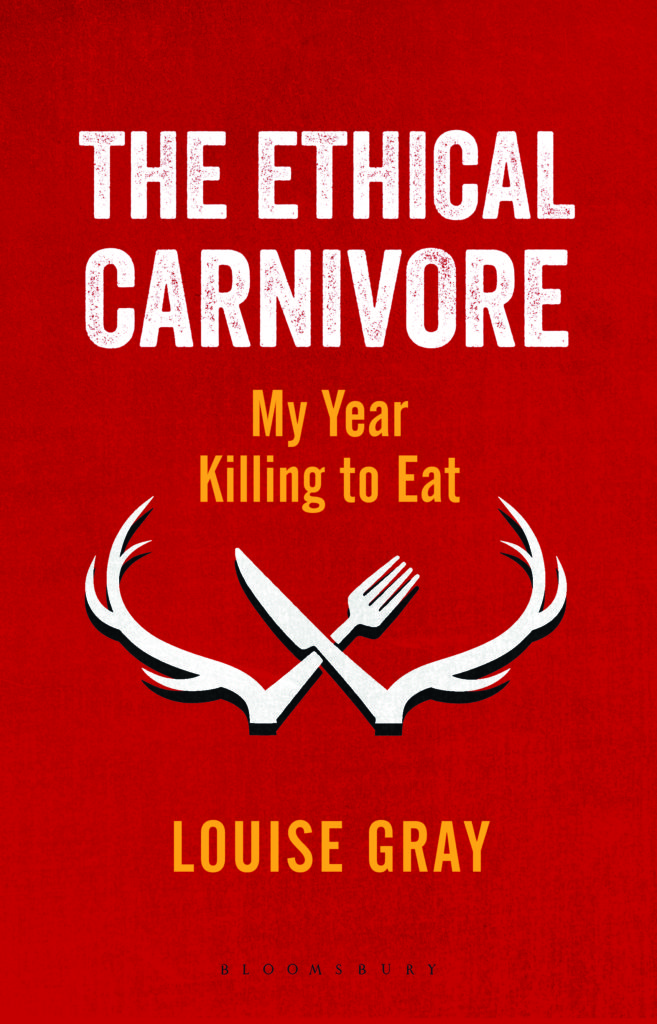 THE ETHICAL
CARNIVORE
My Year
Killing to Eat
LOUISE GRAY
BLOOMSBURY